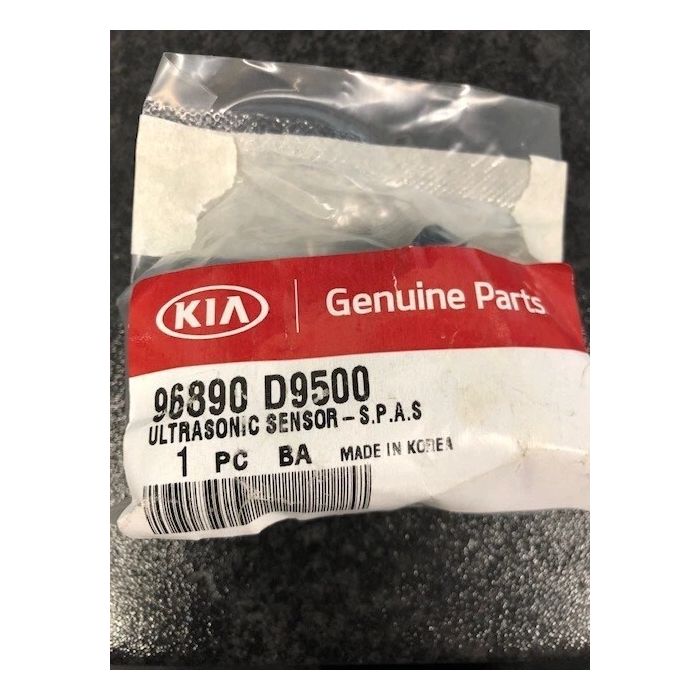 KIA
Genuine Parts
96890 D9500
ULTRASONIC SENSOR-S.P.A.S
1 PC BA MADE IN KOREA